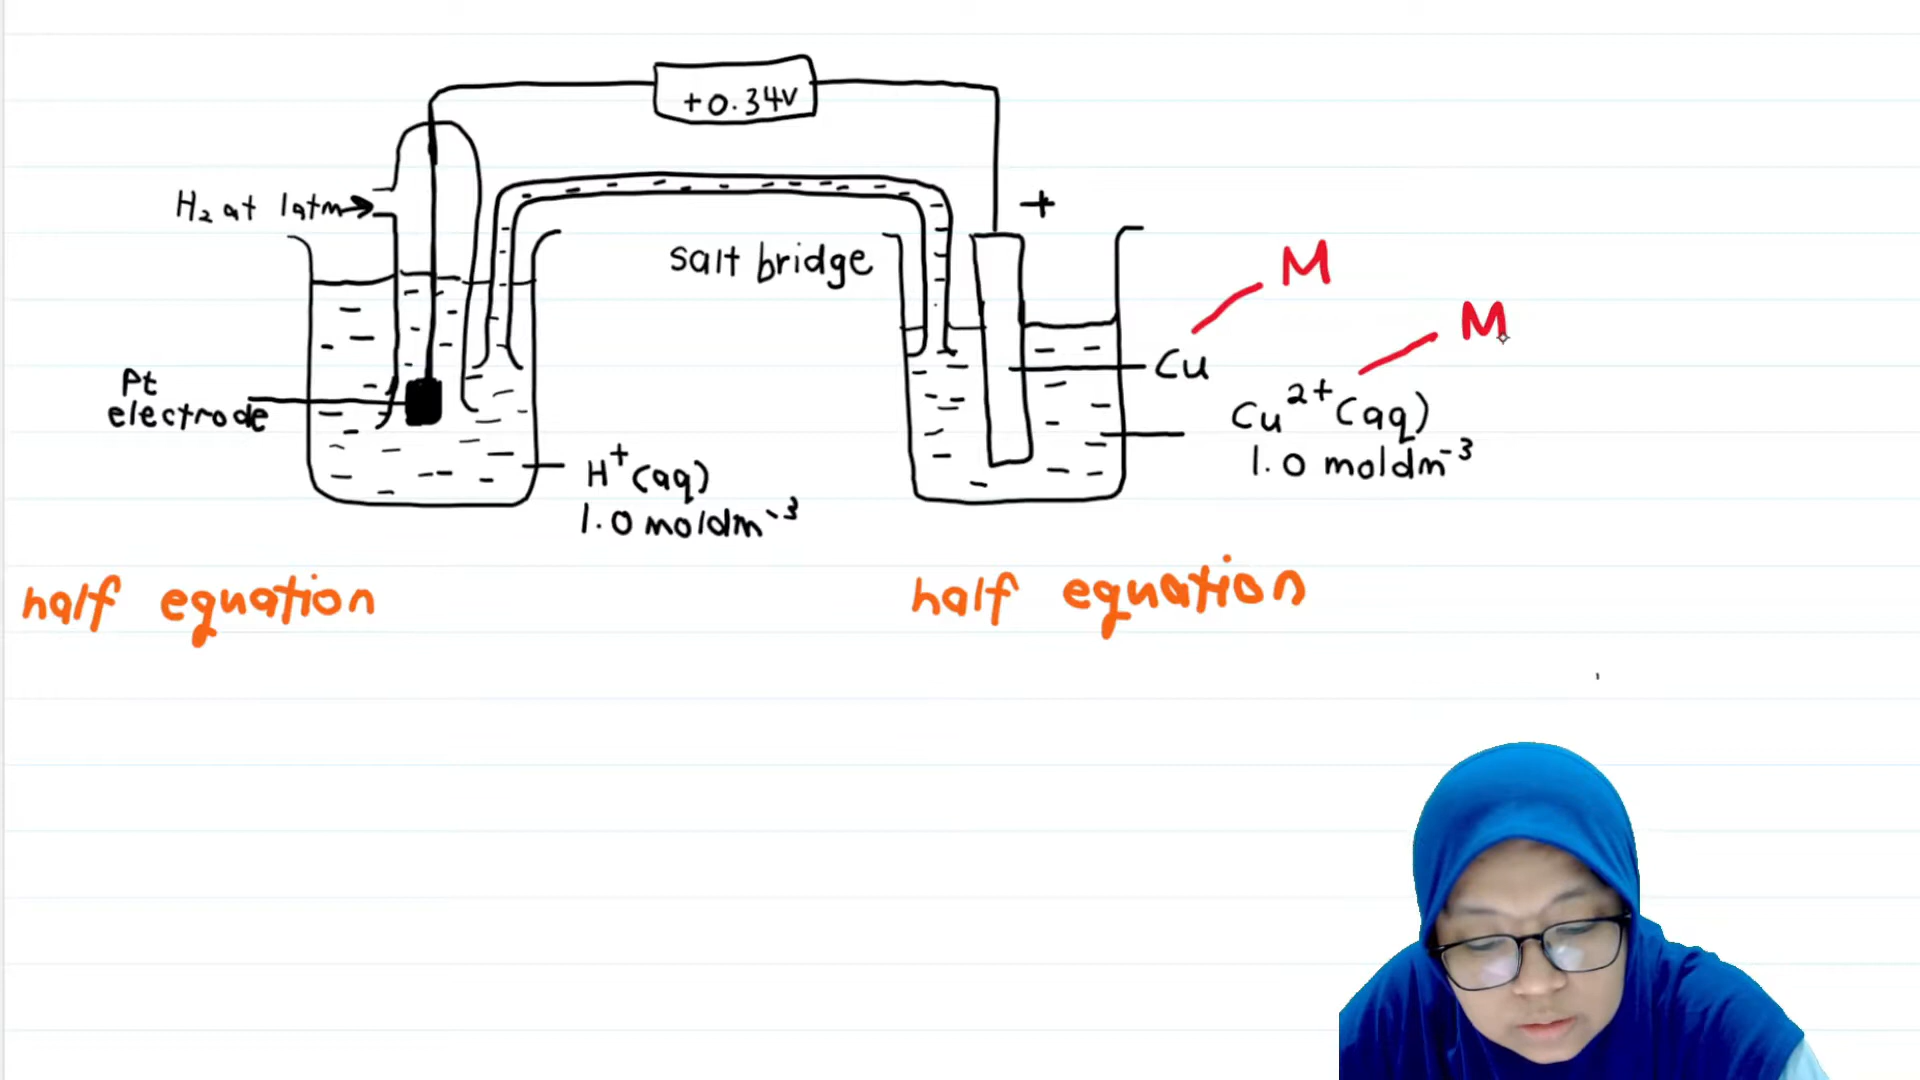 +0.34V
H₂ at 1atm
+
salt bridge
M
M
Cu
Pt
electrode
Cu²⁺(aq)
1.0 moldm⁻³
H⁺(aq)
1.0 moldm⁻³
half equation
half equation